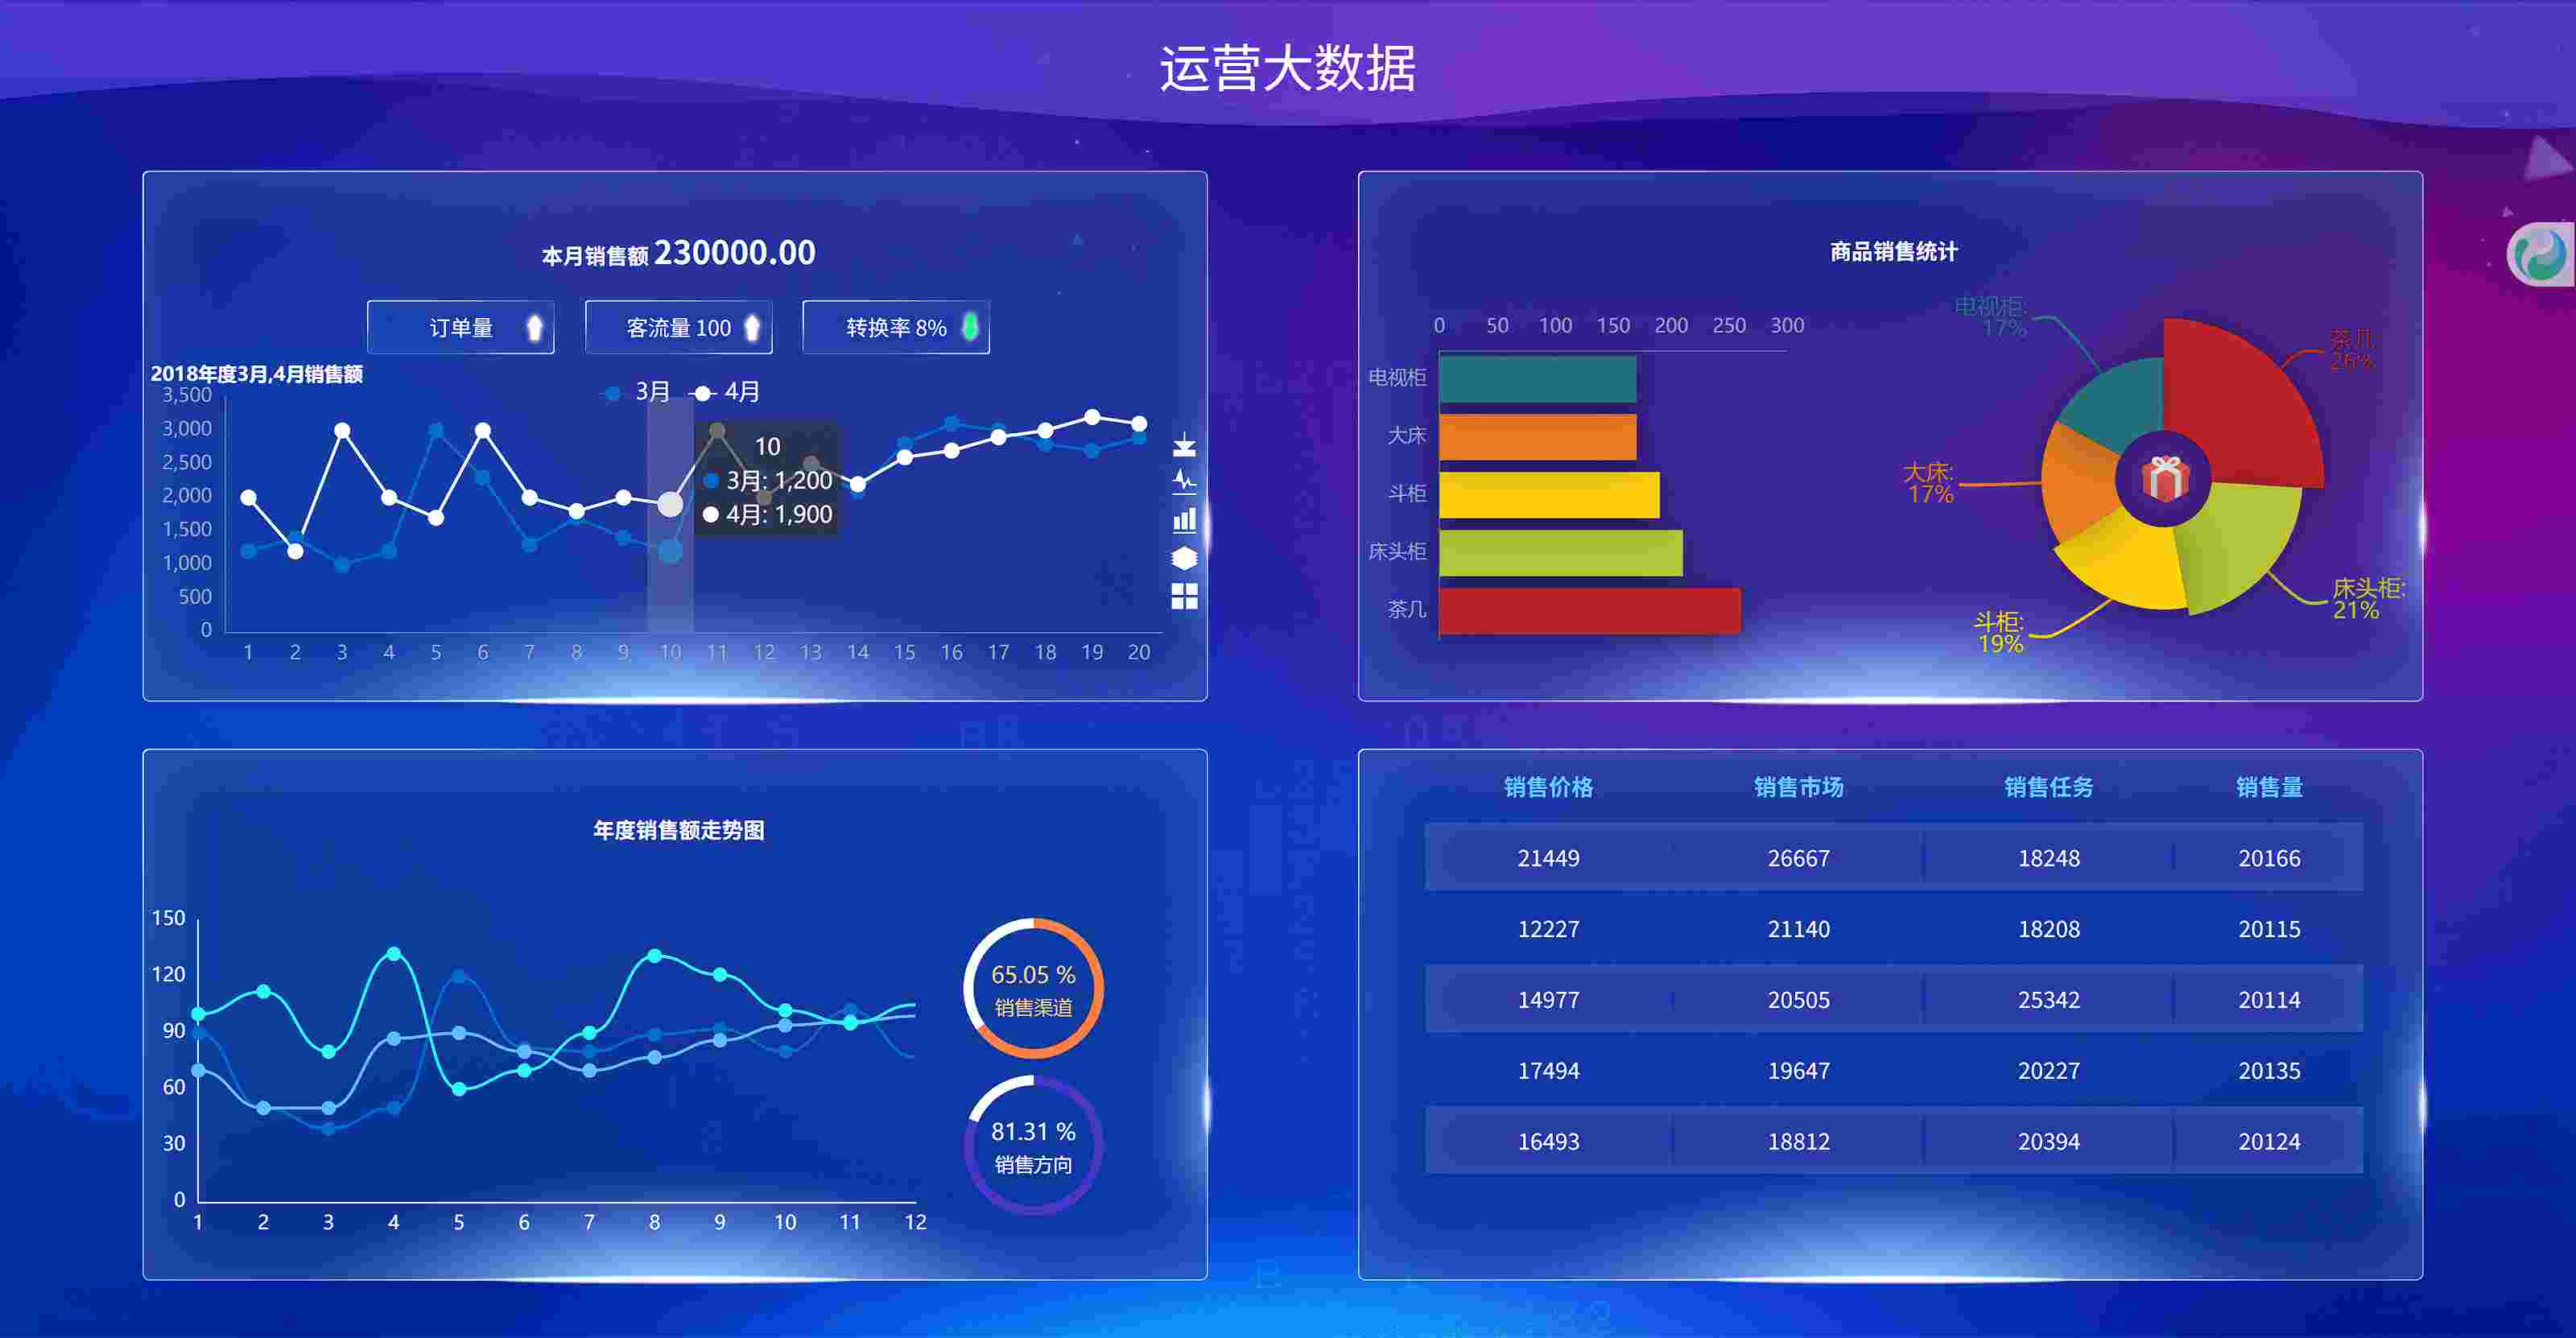 运营大数据
本月销售额 230000.00
订单量
客流量 100
转换率 8%
2018年度3月,4月销售额
3月
4月
3,500
3,000
2,500
2,000
1,500
1,000
500
0
10
3月: 1,200
4月: 1,900
1 2 3 4 5 6 7 8 9 10 11 12 13 14 15 16 17 18 19 20
商品销售统计
0 50 100 150 200 250 300
电视柜
大床
斗柜
床头柜
茶几
电视柜:
17%
茶几
26%
大床:
17%
床头柜:
21%
斗柜:
19%
年度销售额走势图
150
120
90
60
30
0
1 2 3 4 5 6 7 8 9 10 11 12
65.05 %
销售渠道
81.31 %
销售方向
销售价格 销售市场 销售任务 销售量
21449 26667 18248 20166
12227 21140 18208 20115
14977 20505 25342 20114
17494 19647 20227 20135
16493 18812 20394 20124